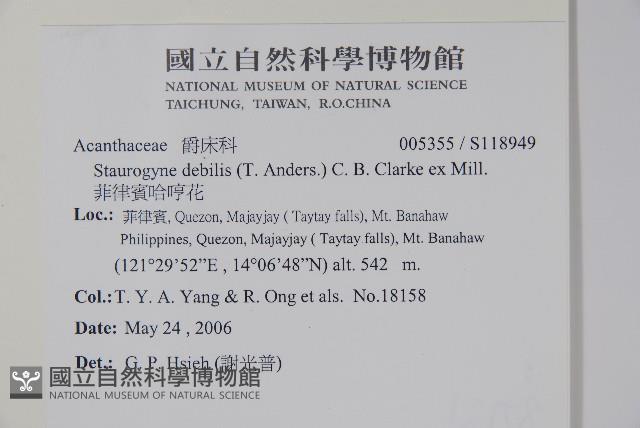 國立自然科學博物館
NATIONAL MUSEUM OF NATURAL SCIENCE
TAICHUNG, TAIWAN, R.O.CHINA
Acanthaceae 爵床科 005355 / S118949
Staurogyne debilis (T. Anders.) C. B. Clarke ex Mill.
菲律賓哈哼花
Loc.: 菲律賓, Quezon, Majayjay ( Taytay falls), Mt. Banahaw
Philippines, Quezon, Majayjay ( Taytay falls), Mt. Banahaw
(121°29'52”E , 14°06'48”N) alt. 542 m.
Col.: T. Y. A. Yang & R. Ong et als. No.18158
Date: May 24 , 2006
Det.: G. P. Hsieh (謝光普)
國立自然科學博物館
NATIONAL MUSEUM OF NATURAL SCIENCE